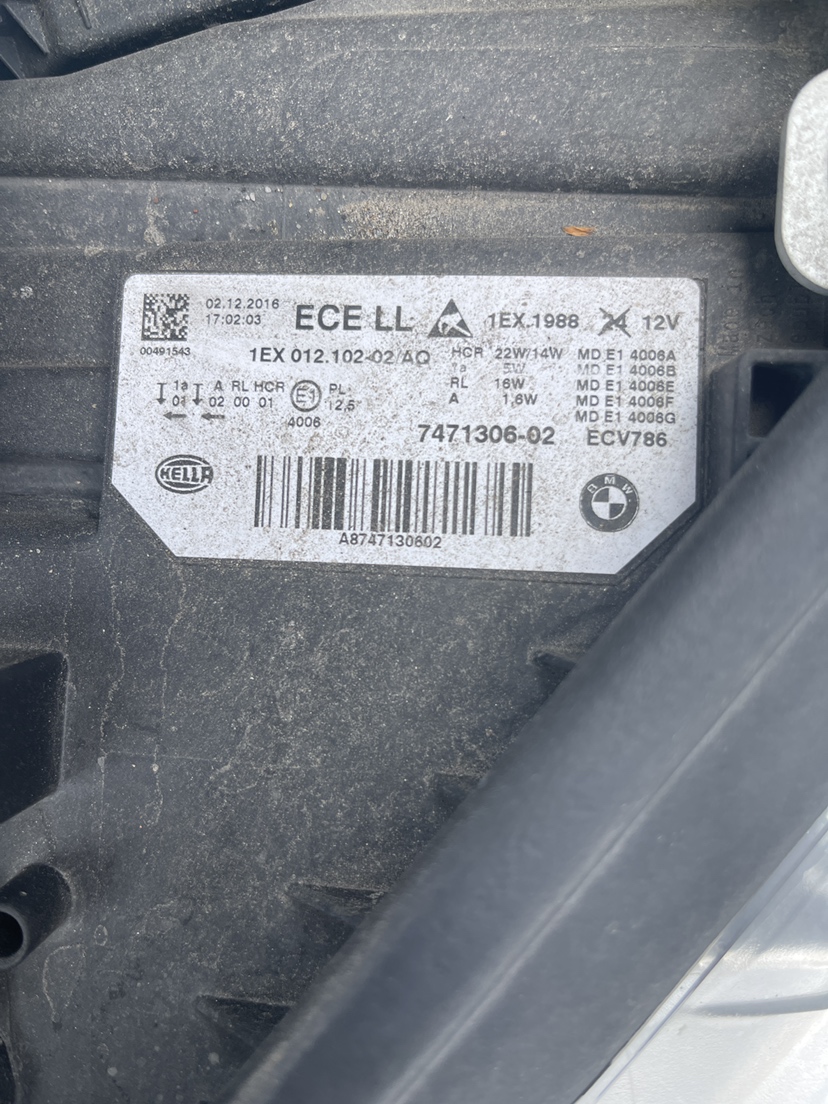 02.12.2016
17:02:03
00491543
ECE LL
1EX.1988 24 12V
1EX 012.102-02/AQ
HCR 22W/14W MD E1 4006A
1a 5W MD E1 4006B
RL 16W MD E1 4006E
A 1,6W MD E1 4006F
MD E1 4006G
1a A RL HCR PL:
01 02 00 01 E1 12,5
4006
7471306-02 ECV786
HELLA
BMW
A8747130602